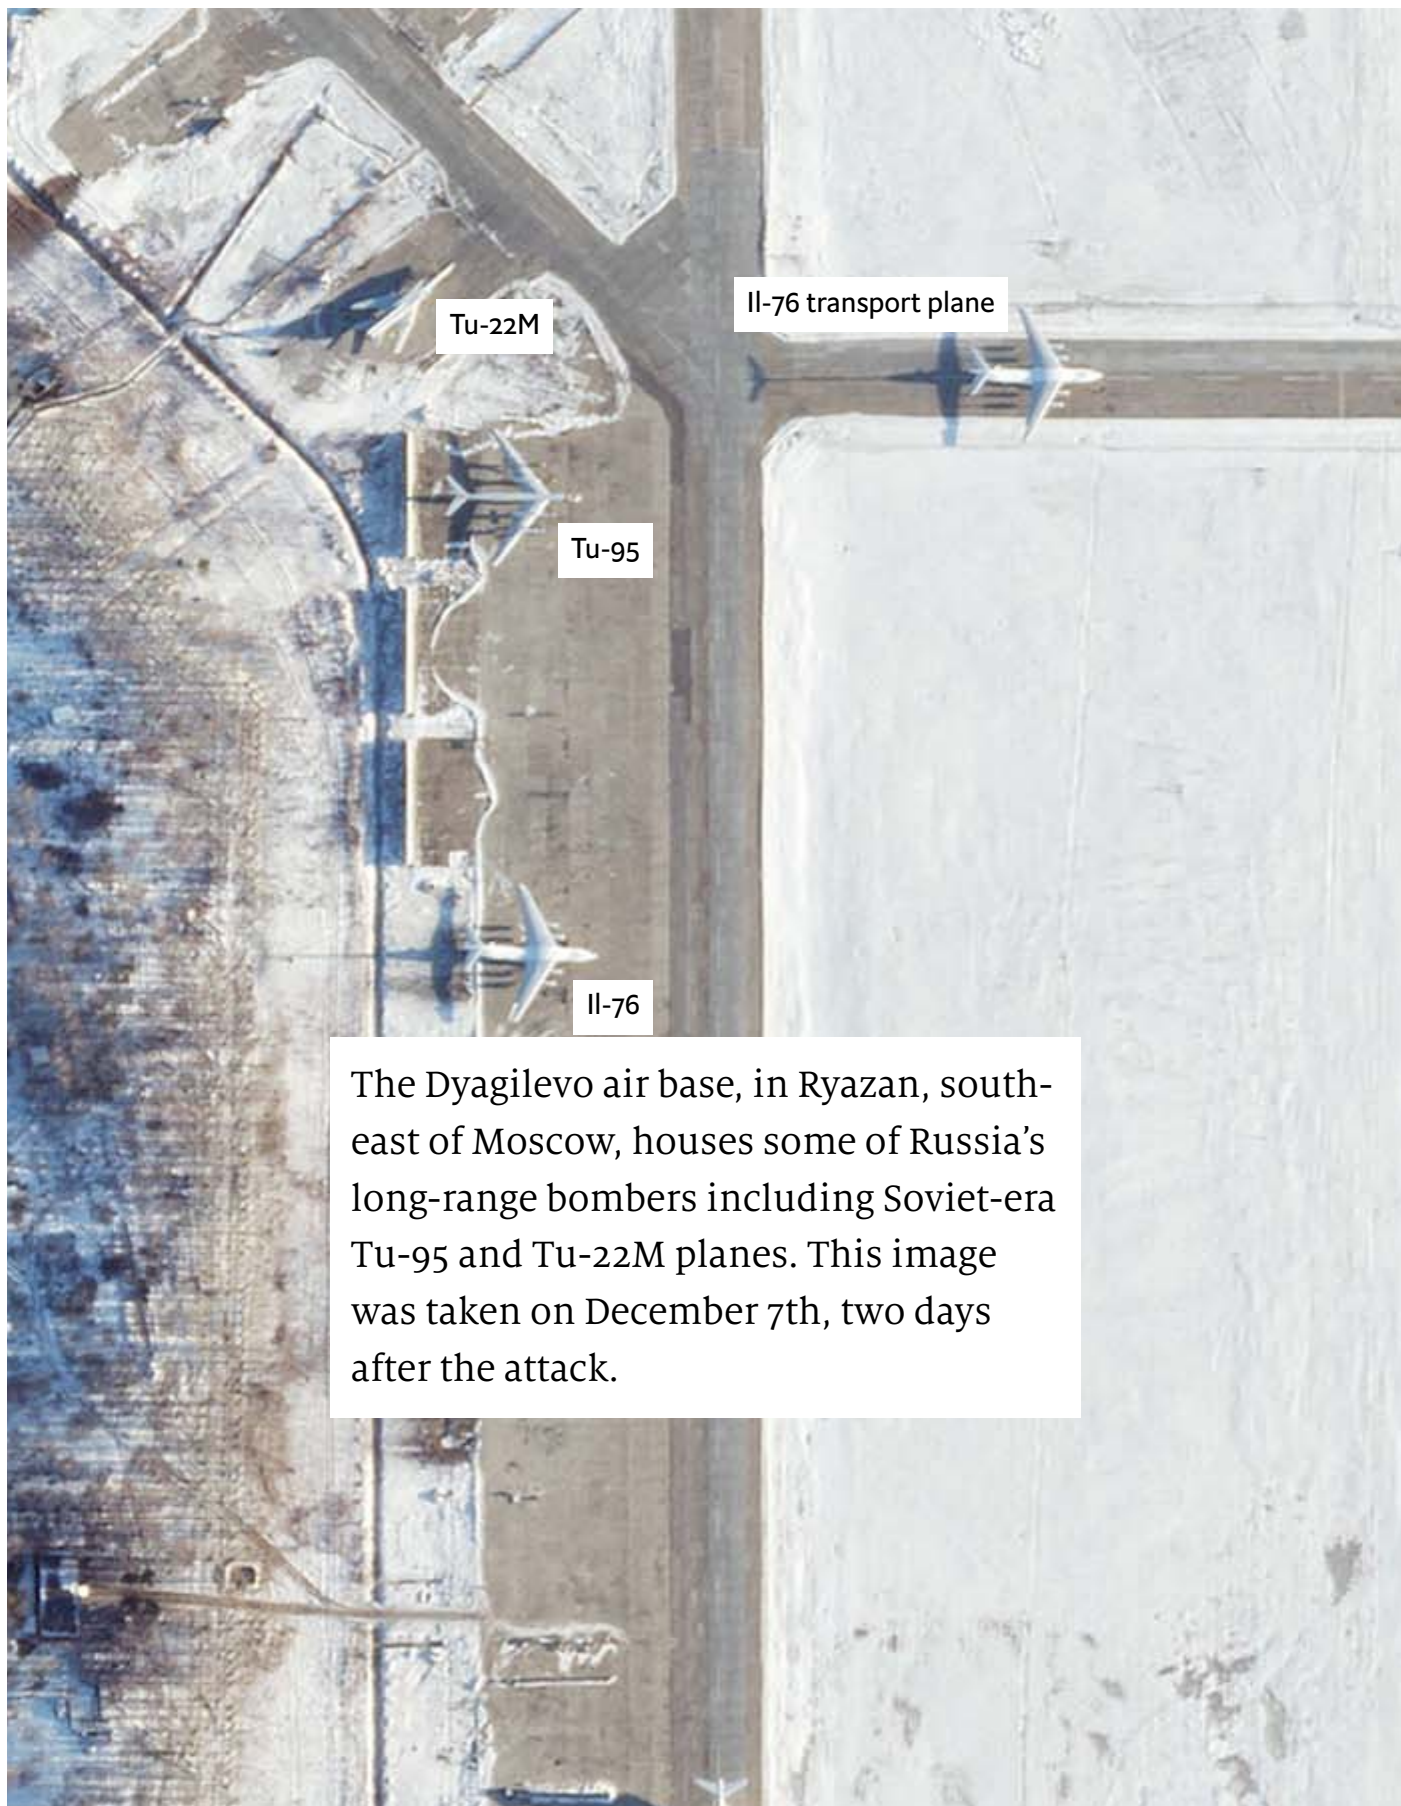 Il-76 transport plane
Tu-22M
Tu-95
Il-76
The Dyagilevo air base, in Ryazan, south-
east of Moscow, houses some of Russia’s
long-range bombers including Soviet-era
Tu-95 and Tu-22M planes. This image
was taken on December 7th, two days
after the attack.